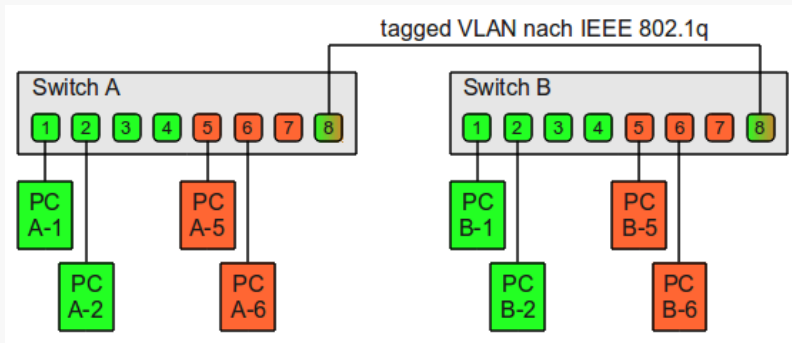 tagged VLAN nach IEEE 802.1q
Switch A
1 2 3 4 5 6 7 8
PC
A-1
PC
A-5
PC
A-2
PC
A-6
Switch B
1 2 3 4 5 6 7 8
PC
B-1
PC
B-5
PC
B-2
PC
B-6